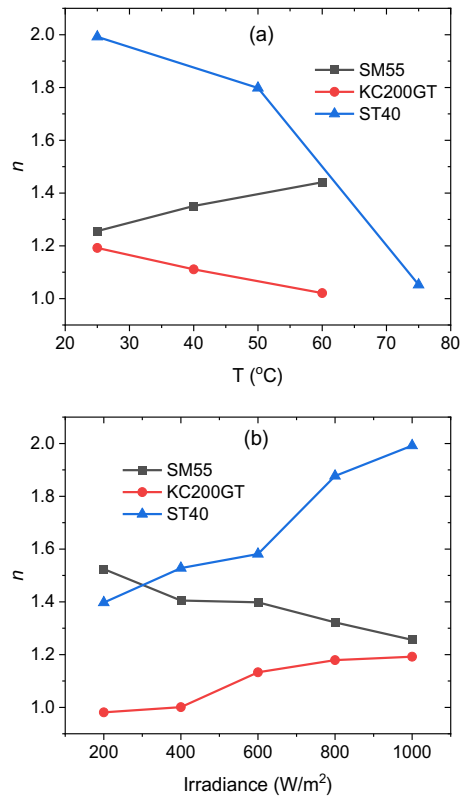 (a)
SM55
KC200GT
ST40
2.0
1.8
1.6
1.4
1.2
1.0
n
20 30 40 50 60 70 80
T (°C)
(b)
SM55
KC200GT
ST40
2.0
1.8
1.6
1.4
1.2
1.0
n
200 400 600 800 1000
Irradiance (W/m²)